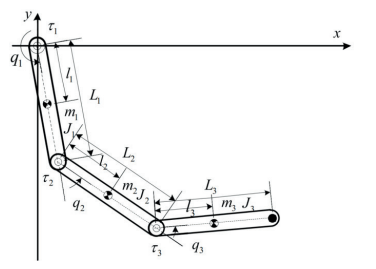 y
τ₁
x
q₁
l₁
L₁
m₁
J₁
l₂
L₂
τ₂
m₂ J₂
L₃
q₂
l₃
m₃ J₃
τ₃
q₃